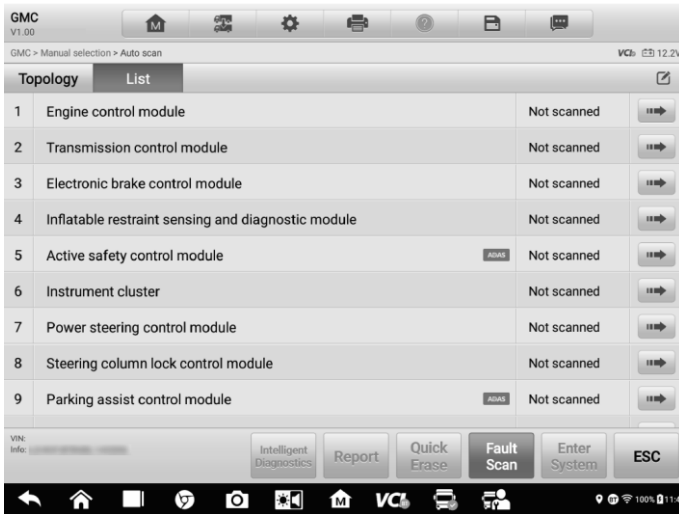 GMC
V1.00
GMC > Manual selection > Auto scan
VCI 12.2V
Topology List
1 Engine control module Not scanned
2 Transmission control module Not scanned
3 Electronic brake control module Not scanned
4 Inflatable restraint sensing and diagnostic module Not scanned
5 Active safety control module ADAS Not scanned
6 Instrument cluster Not scanned
7 Power steering control module Not scanned
8 Steering column lock control module Not scanned
9 Parking assist control module ADAS Not scanned
VIN:
Info:
Intelligent Diagnostics
Report
Quick Erase
Fault Scan
Enter System
ESC
VCI
100% 11:4